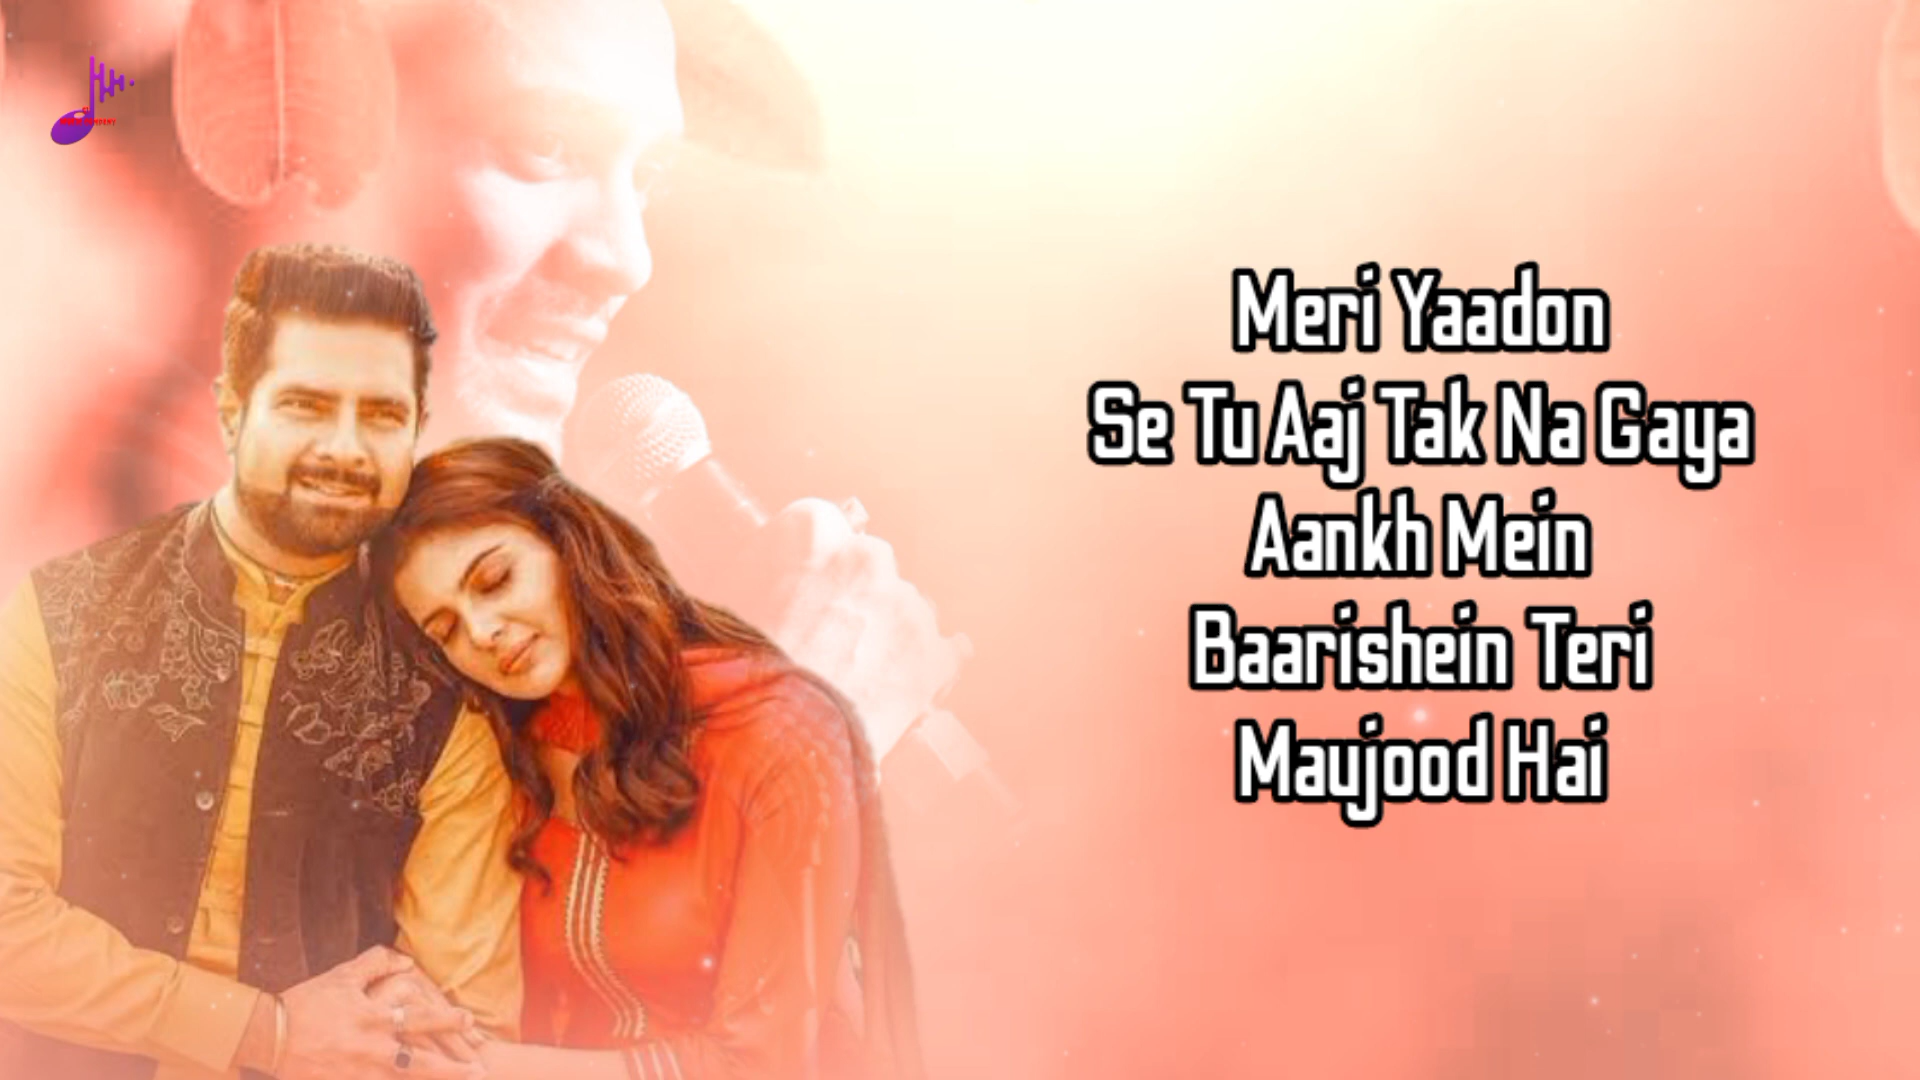 Meri Yaadon
Se Tu Aaj Tak Na Gaya
Aankh Mein
Baarishein Teri
Maujood Hai